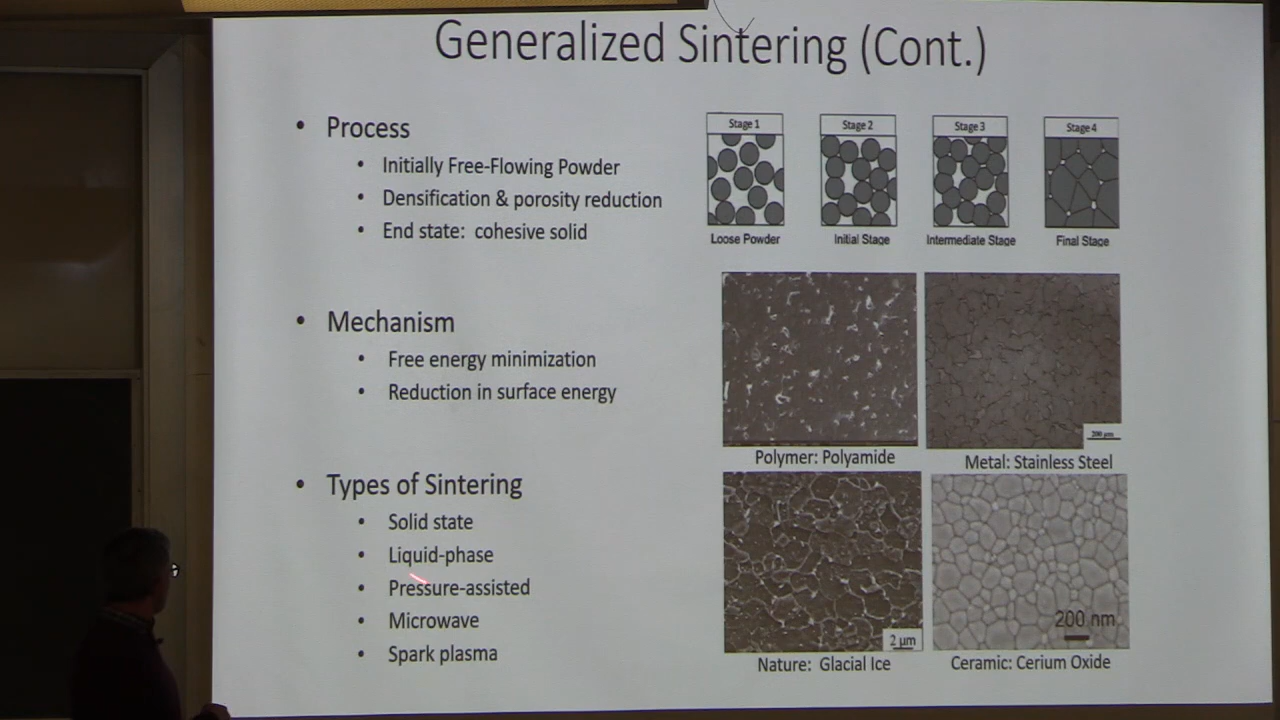 Generalized Sintering (Cont.)
• Process
• Initially Free-Flowing Powder
• Densification & porosity reduction
• End state: cohesive solid
• Mechanism
• Free energy minimization
• Reduction in surface energy
• Types of Sintering
• Solid state
• Liquid-phase
• Pressure-assisted
• Microwave
• Spark plasma
Stage 1
Stage 2
Stage 3
Stage 4
Loose Powder
Initial Stage
Intermediate Stage
Final Stage
200 μm
Polymer: Polyamide
Metal: Stainless Steel
2 μm
200 nm
Nature: Glacial Ice
Ceramic: Cerium Oxide